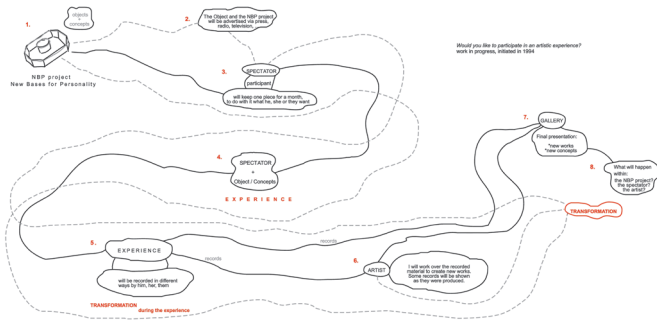 1.
objects
+
concepts
NBP project
New Bases for Personality
2.
The Object and the NBP project
will be advertised via press,
radio, television.
Would you like to participate in an artistic experience?
work in progress, initiated in 1994
3.
SPECTATOR
participant
will keep one piece for a month,
to do with it what he, she or they want
4.
SPECTATOR
+
Object / Concepts
EXPERIENCE
5.
EXPERIENCE
will be recorded in different
ways by him, her, them
TRANSFORMATION
during the experience
records
records
6.
ARTIST
I will work over the recorded
material to create new works.
Some records will be shown
as they were produced.
7.
GALLERY
Final presentation:
*new works
*new concepts
8.
What will happen
within:
the NBP project?
the spectator?
the artist?
TRANSFORMATION